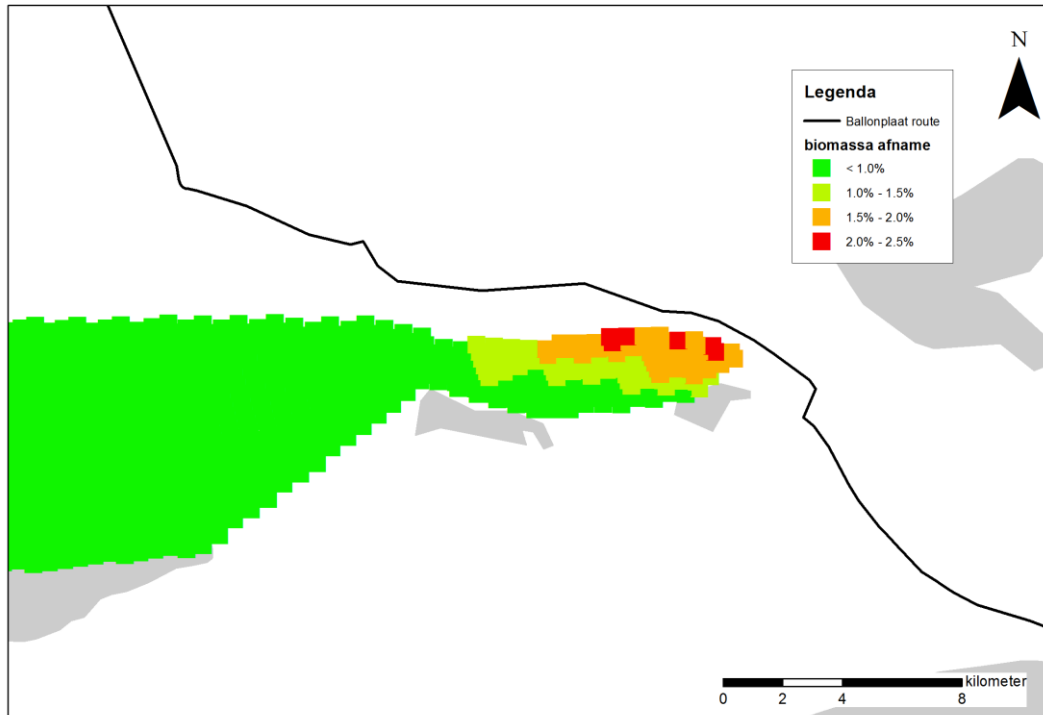 N
Legenda
Ballonplaat route
biomassa afname
< 1.0%
1.0% - 1.5%
1.5% - 2.0%
2.0% - 2.5%
kilometer
0 2 4 8